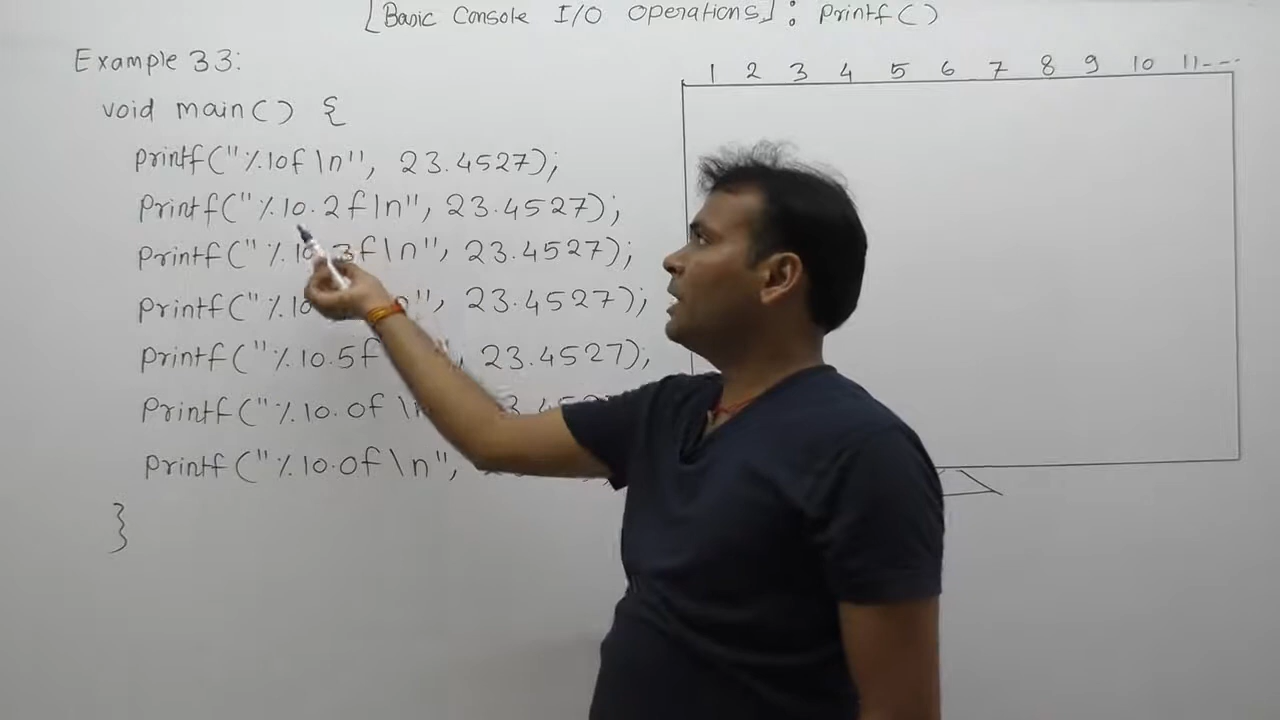 [Basic Console I/O Operations] : Printf()
Example 33:
void main() {
Printf("%10f\n", 23.4527);
Printf("%10.2f\n", 23.4527);
Printf("%10.3f\n", 23.4527);
Printf("%10 n", 23.4527);
Printf("%10.5f , 23.4527);
Printf("%10.0f \n
Printf("%10.0f\n",
}
1 2 3 4 5 6 7 8 9 10 11---